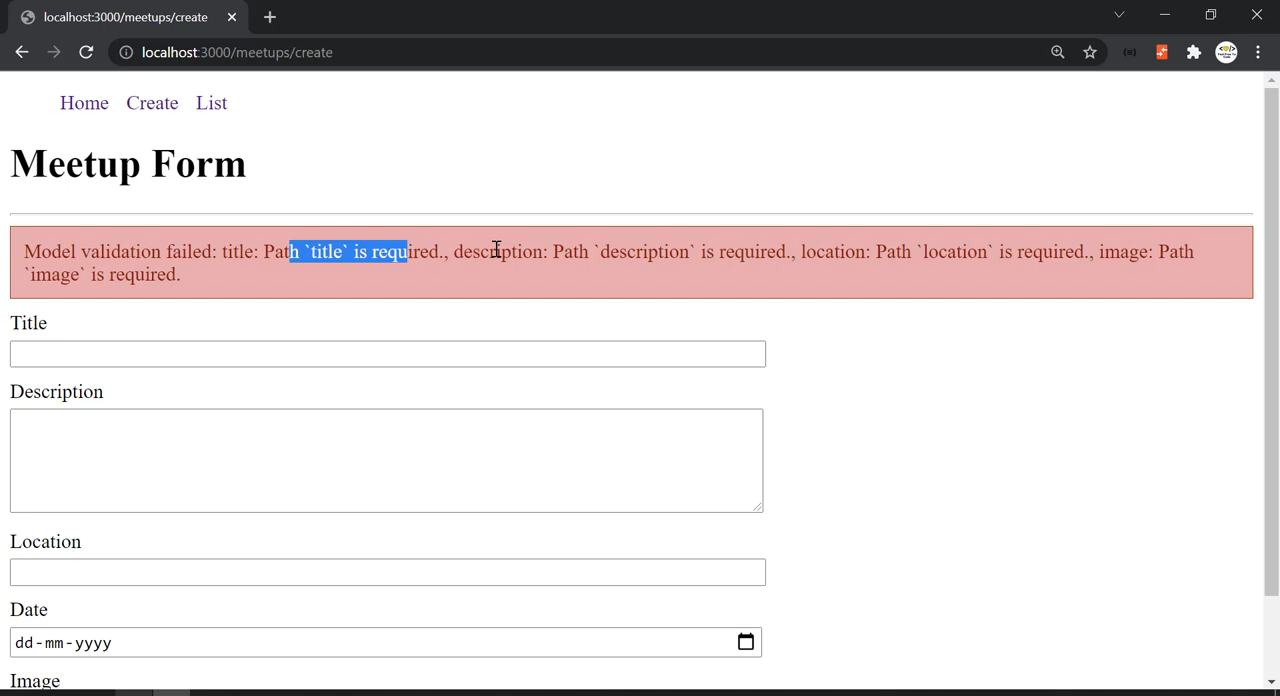 localhost:3000/meetups/create
localhost:3000/meetups/create
Home Create List
Meetup Form
Model validation failed: title: Path `title` is required., description: Path `description` is required., location: Path `location` is required., image: Path
`image` is required.
Title
Description
Location
Date
dd-mm-yyyy
Image